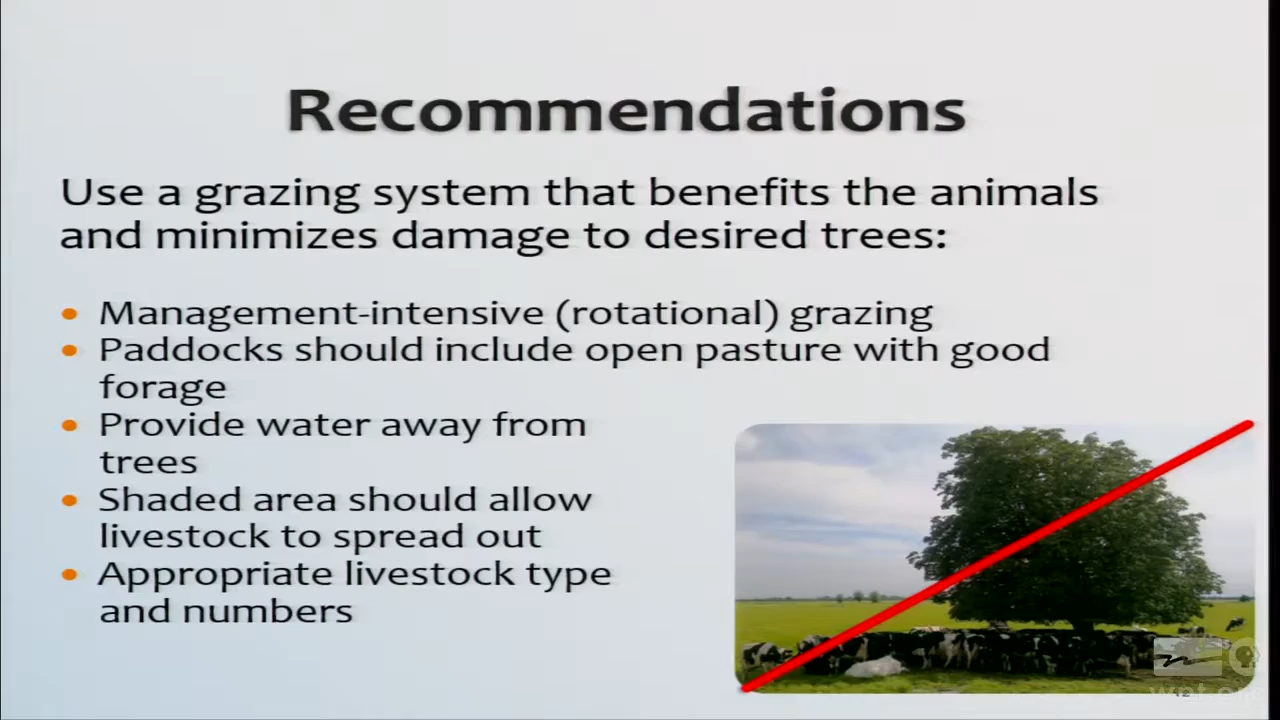 Recommendations
Use a grazing system that benefits the animals
and minimizes damage to desired trees:
• Management-intensive (rotational) grazing
• Paddocks should include open pasture with good
forage
• Provide water away from
trees
• Shaded area should allow
livestock to spread out
• Appropriate livestock type
and numbers